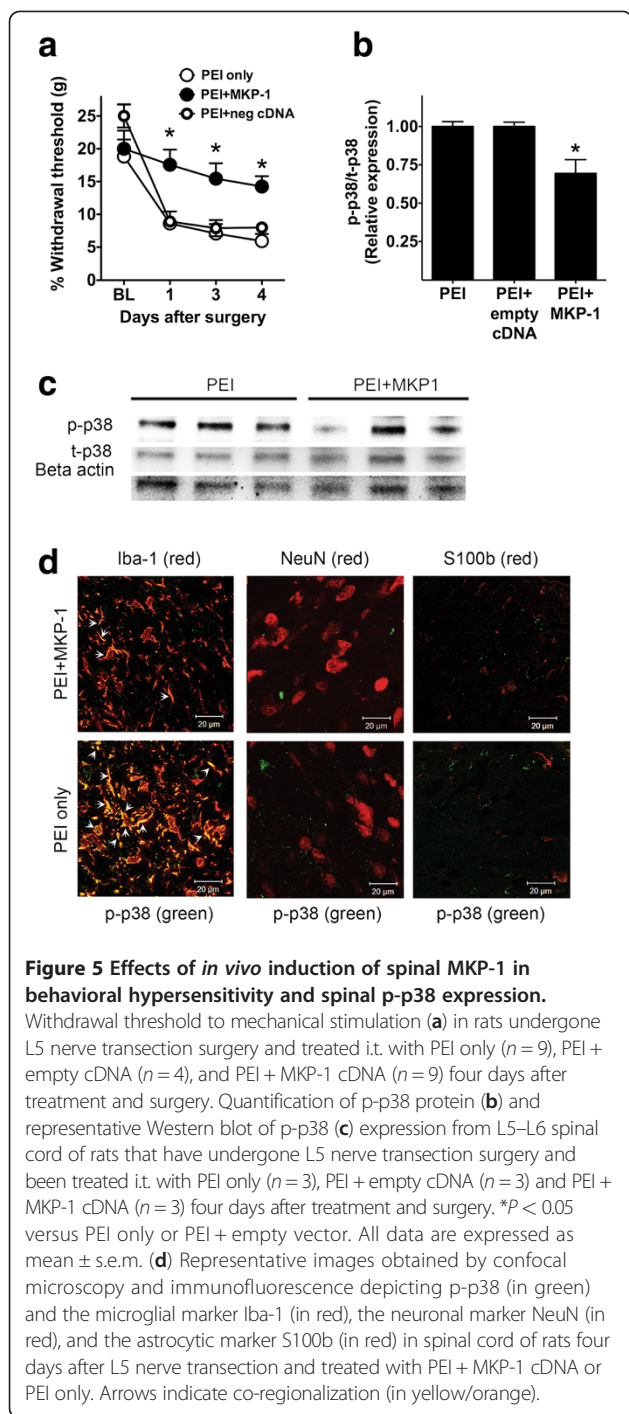 a
PEI only
PEI+MKP-1
PEI+neg cDNA
% Withdrawal threshold (g)
25
20
15
10
5
0
* * *
BL 1 3 4
Days after surgery
b
p-p38/t-p38
(Relative expression)
1.00
0.75
0.50
0.25
*
PEI
PEI+
empty
cDNA
PEI+
MKP-1
c
PEI PEI+MKP1
p-p38
t-p38
Beta actin
d
Iba-1 (red) NeuN (red) S100b (red)
PEI+MKP-1
20 µm 20 µm 20 µm
PEI only
20 µm 20 µm 20 µm
p-p38 (green) p-p38 (green) p-p38 (green)
Figure 5 Effects of in vivo induction of spinal MKP-1 in
behavioral hypersensitivity and spinal p-p38 expression.
Withdrawal threshold to mechanical stimulation (a) in rats undergone
L5 nerve transection surgery and treated i.t. with PEI only (n = 9), PEI +
empty cDNA (n = 4), and PEI + MKP-1 cDNA (n = 9) four days after
treatment and surgery. Quantification of p-p38 protein (b) and
representative Western blot of p-p38 (c) expression from L5–L6 spinal
cord of rats that have undergone L5 nerve transection surgery and
been treated i.t. with PEI only (n = 3), PEI + empty cDNA (n = 3) and PEI +
MKP-1 cDNA (n = 3) four days after treatment and surgery. *P < 0.05
versus PEI only or PEI + empty vector. All data are expressed as
mean ± s.e.m. (d) Representative images obtained by confocal
microscopy and immunofluorescence depicting p-p38 (in green)
and the microglial marker Iba-1 (in red), the neuronal marker NeuN (in
red), and the astrocytic marker S100b (in red) in spinal cord of rats four
days after L5 nerve transection and treated with PEI + MKP-1 cDNA or
PEI only. Arrows indicate co-regionalization (in yellow/orange).